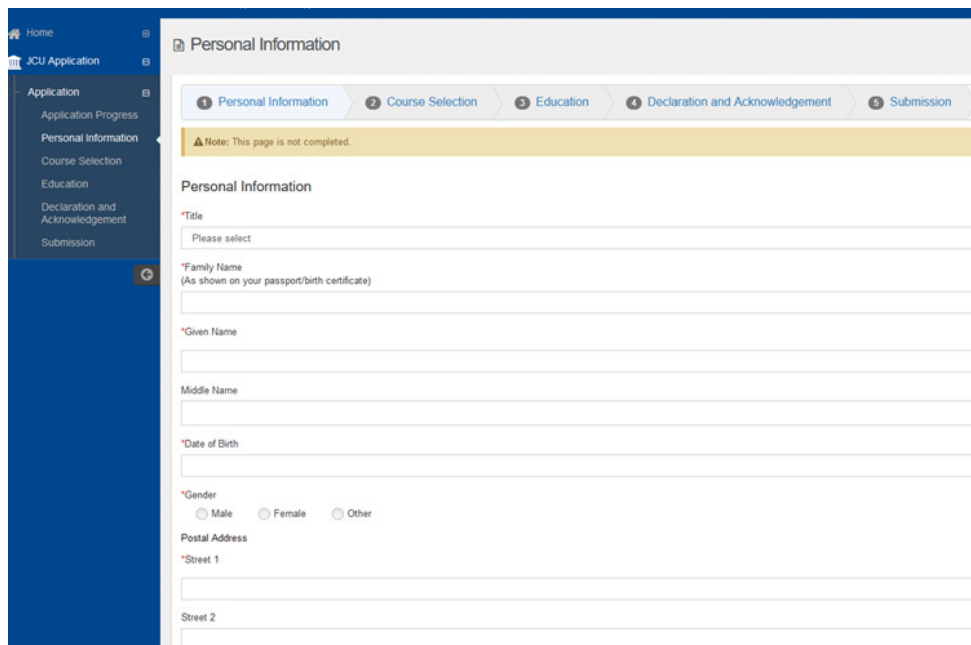 Home
JCU Application
Application
Application Progress
Personal Information
Course Selection
Education
Declaration and
Acknowledgement
Submission
Personal Information
1 Personal Information
2 Course Selection
3 Education
4 Declaration and Acknowledgement
5 Submission
Note: This page is not completed.
Personal Information
*Title
Please select
*Family Name
(As shown on your passport/birth certificate)
*Given Name
Middle Name
*Date of Birth
*Gender
Male Female Other
Postal Address
*Street 1
Street 2